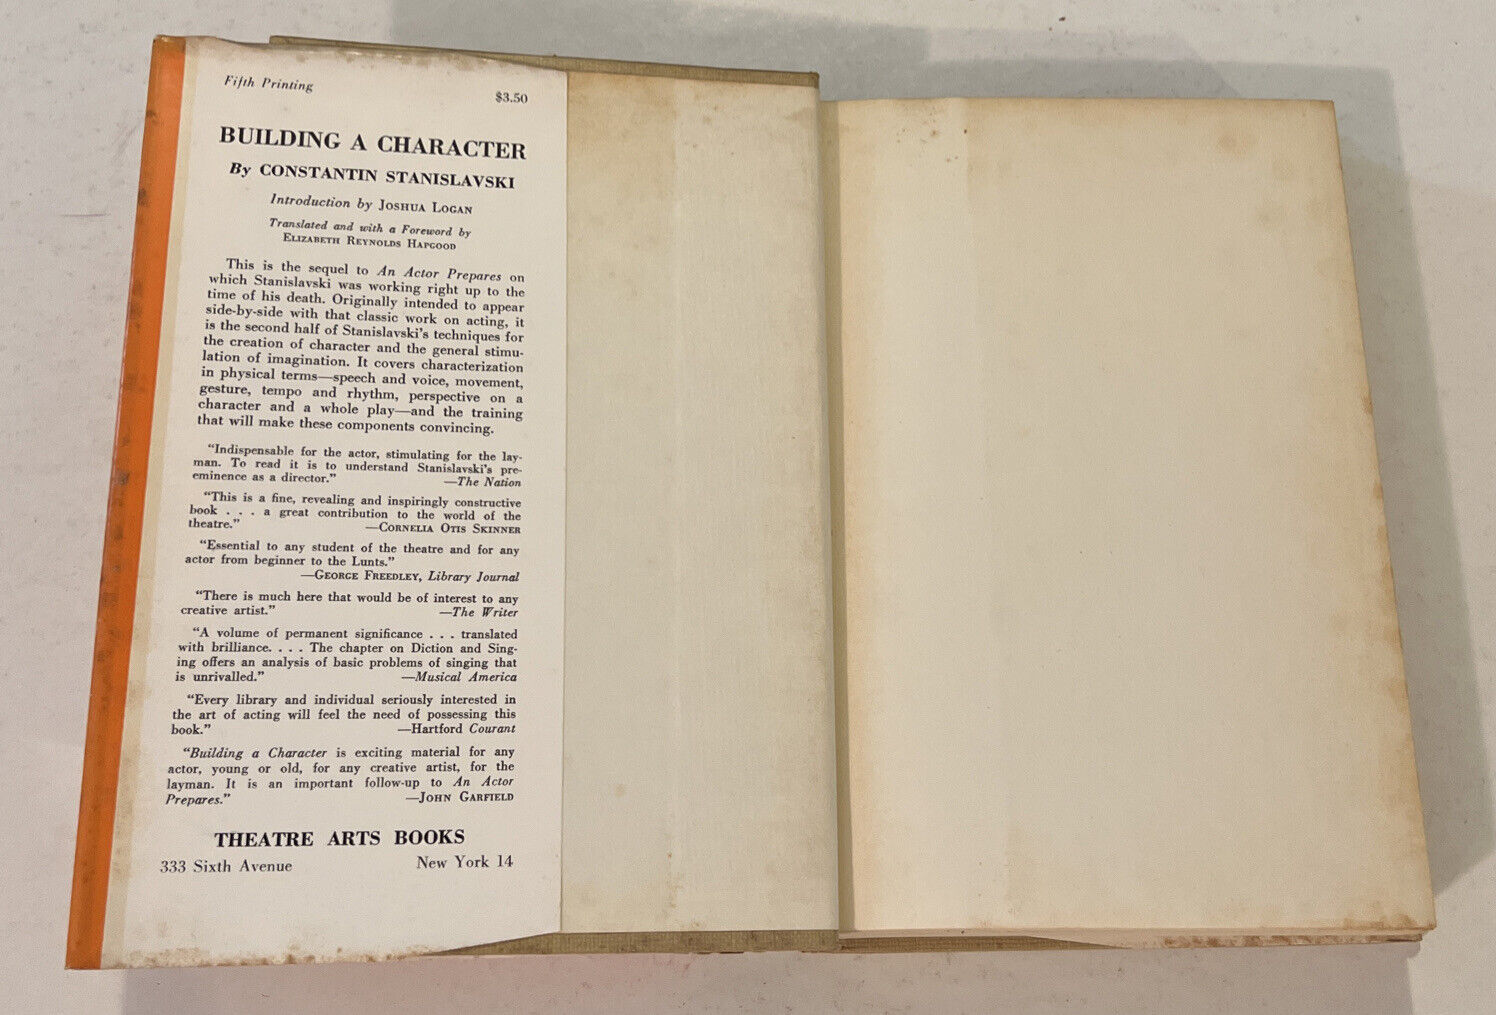 Fifth Printing
$3.50
BUILDING A CHARACTER
By CONSTANTIN STANISLAVSKI
Introduction by JOSHUA LOGAN
Translated and with a Foreword by
ELIZABETH REYNOLDS HAPGOOD
This is the sequel to An Actor Prepares on
which Stanislavski was working right up to the
time of his death. Originally intended to appear
side-by-side with that classic work on acting, it
is the second half of Stanislavski's techniques for
the creation of character and the general stimu-
lation of imagination. It covers characterization
in physical terms—speech and voice, movement,
gesture, tempo and rhythm, perspective on a
character and a whole play—and the training
that will make these components convincing.
"Indispensable for the actor, stimulating for the lay-
man. To read it is to understand Stanislavski's pre-
eminence as a director." —The Nation
"This is a fine, revealing and inspiringly constructive
book . . . a great contribution to the world of the
theatre." —CORNELIA OTIS SKINNER
"Essential to any student of the theatre and for any
actor from beginner to the Lunts."
—GEORGE FREEDLEY, Library Journal
"There is much here that would be of interest to any
creative artist." —The Writer
"A volume of permanent significance . . . translated
with brilliance. . . . The chapter on Diction and Sing-
ing offers an analysis of basic problems of singing that
is unrivalled." —Musical America
"Every library and individual seriously interested in
the art of acting will feel the need of possessing this
book." —Hartford Courant
"Building a Character is exciting material for any
actor, young or old, for any creative artist, for the
layman. It is an important follow-up to An Actor
Prepares." —JOHN GARFIELD
THEATRE ARTS BOOKS
333 Sixth Avenue New York 14